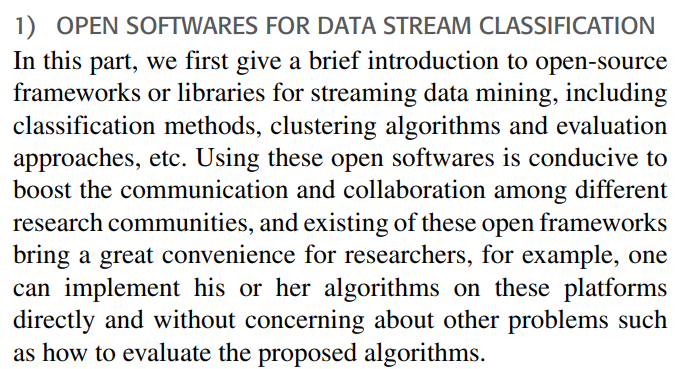 1) OPEN SOFTWARES FOR DATA STREAM CLASSIFICATION
In this part, we first give a brief introduction to open-source
frameworks or libraries for streaming data mining, including
classification methods, clustering algorithms and evaluation
approaches, etc. Using these open softwares is conducive to
boost the communication and collaboration among different
research communities, and existing of these open frameworks
bring a great convenience for researchers, for example, one
can implement his or her algorithms on these platforms
directly and without concerning about other problems such
as how to evaluate the proposed algorithms.